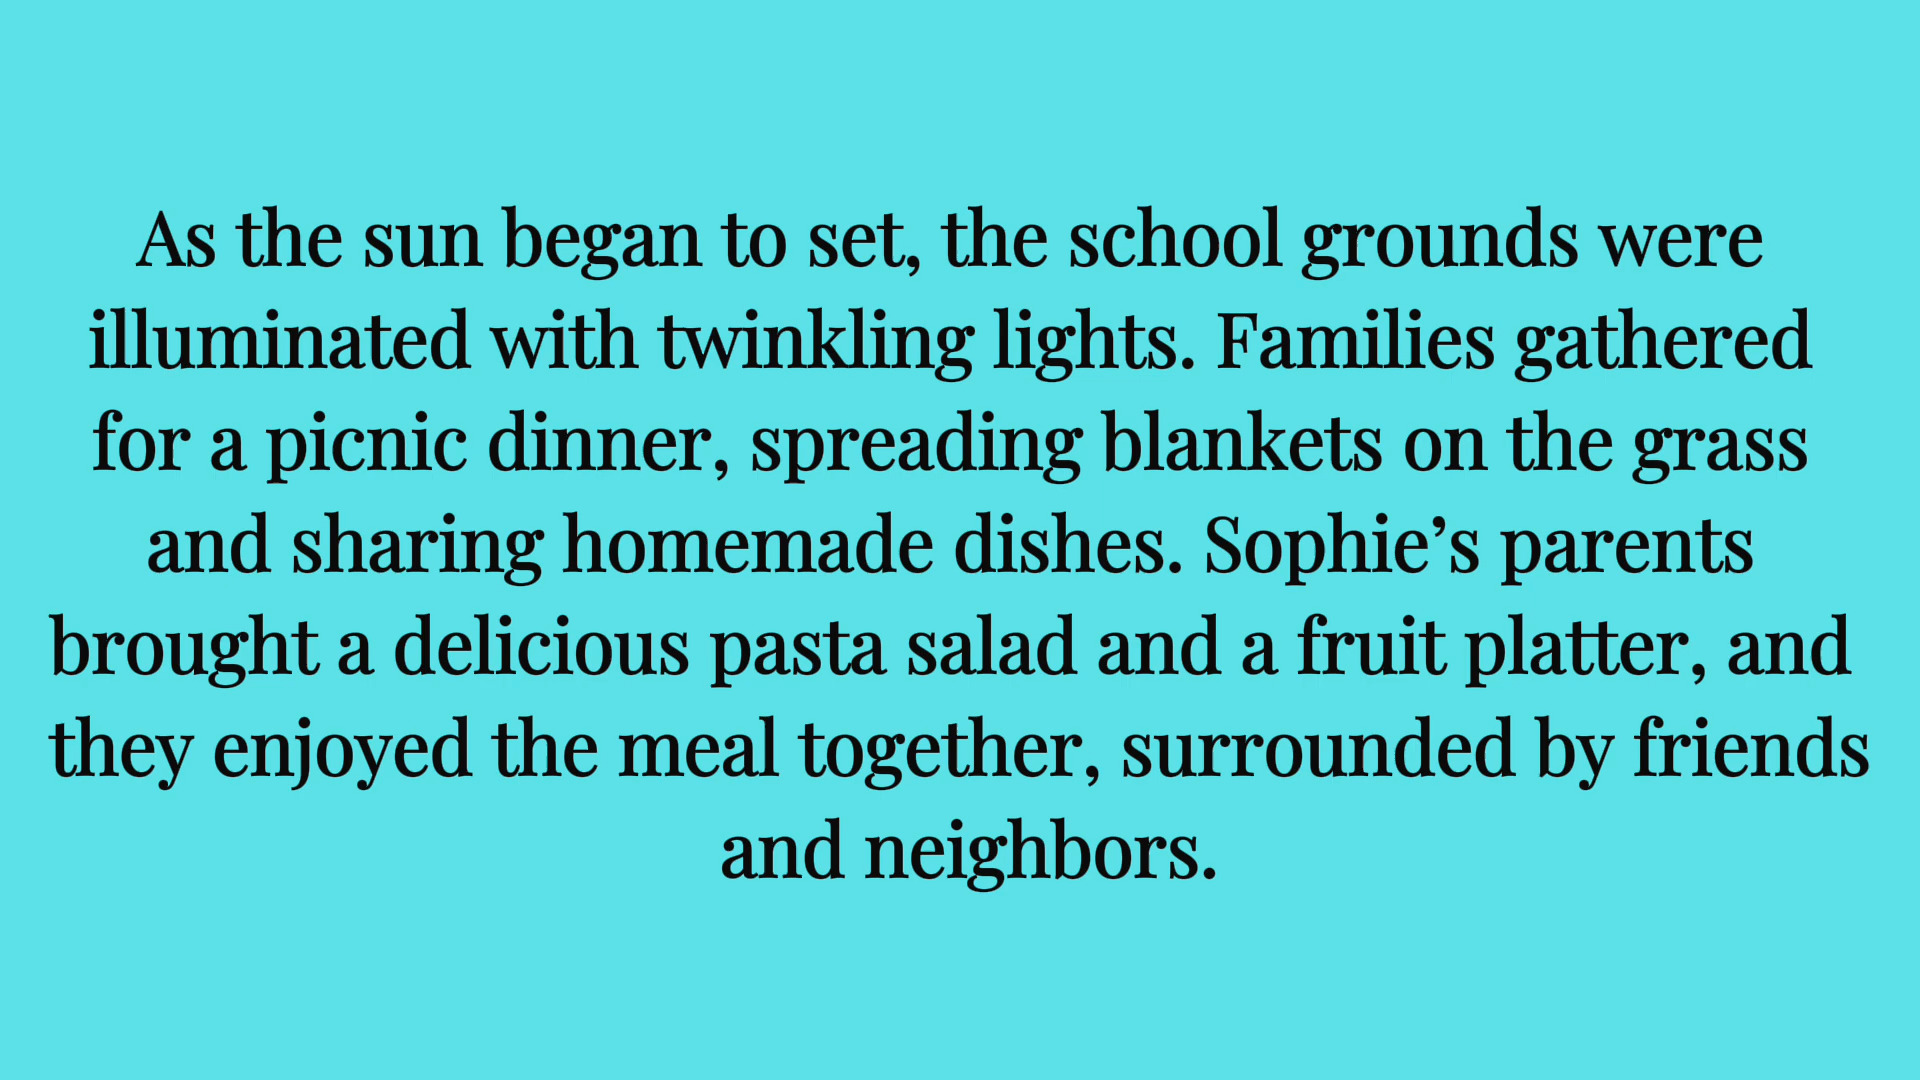 As the sun began to set, the school grounds were
illuminated with twinkling lights. Families gathered
for a picnic dinner, spreading blankets on the grass
and sharing homemade dishes. Sophie’s parents
brought a delicious pasta salad and a fruit platter, and
they enjoyed the meal together, surrounded by friends
and neighbors.